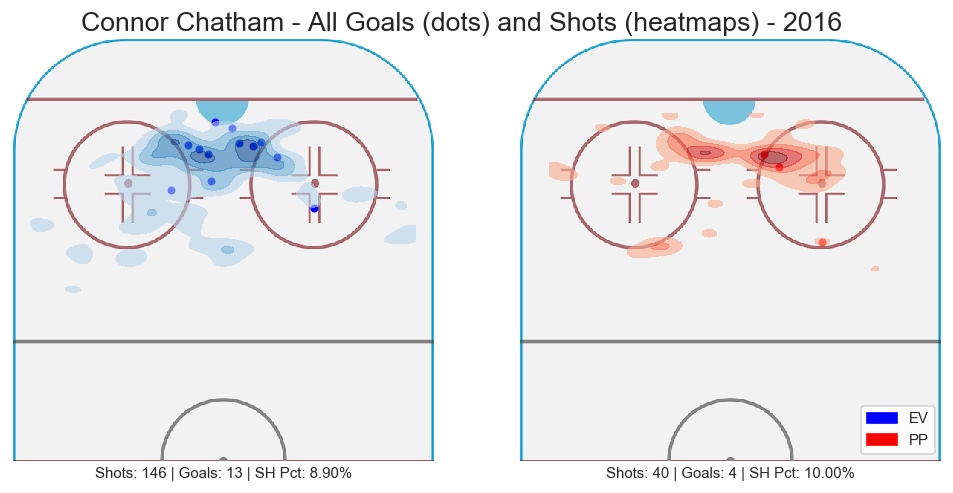 Connor Chatham - All Goals (dots) and Shots (heatmaps) - 2016
EV
PP
Shots: 146 | Goals: 13 | SH Pct: 8.90%
Shots: 40 | Goals: 4 | SH Pct: 10.00%